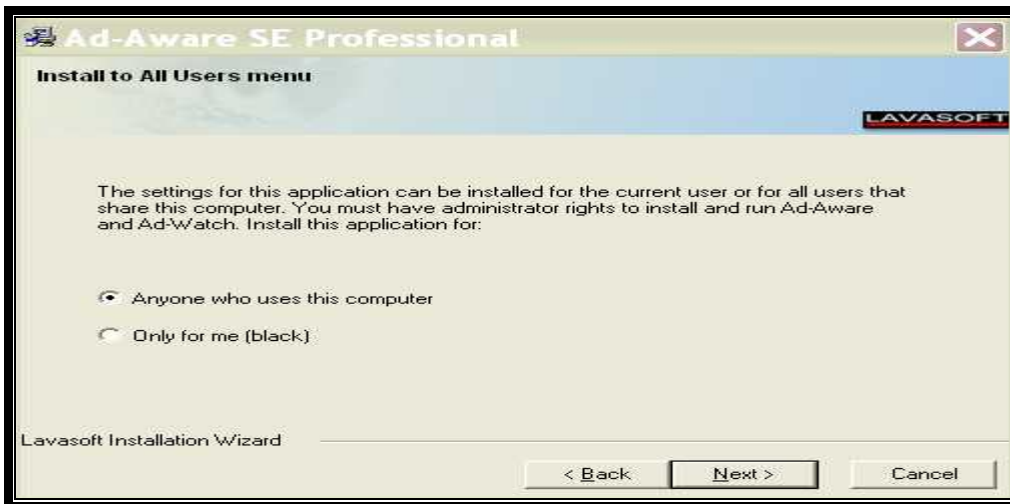 Ad-Aware SE Professional
Install to All Users menu
LAVASOFT
The settings for this application can be installed for the current user or for all users that
share this computer. You must have administrator rights to install and run Ad-Aware
and Ad-Watch. Install this application for:
Anyone who uses this computer
Only for me (black)
Lavasoft Installation Wizard
< Back Next > Cancel